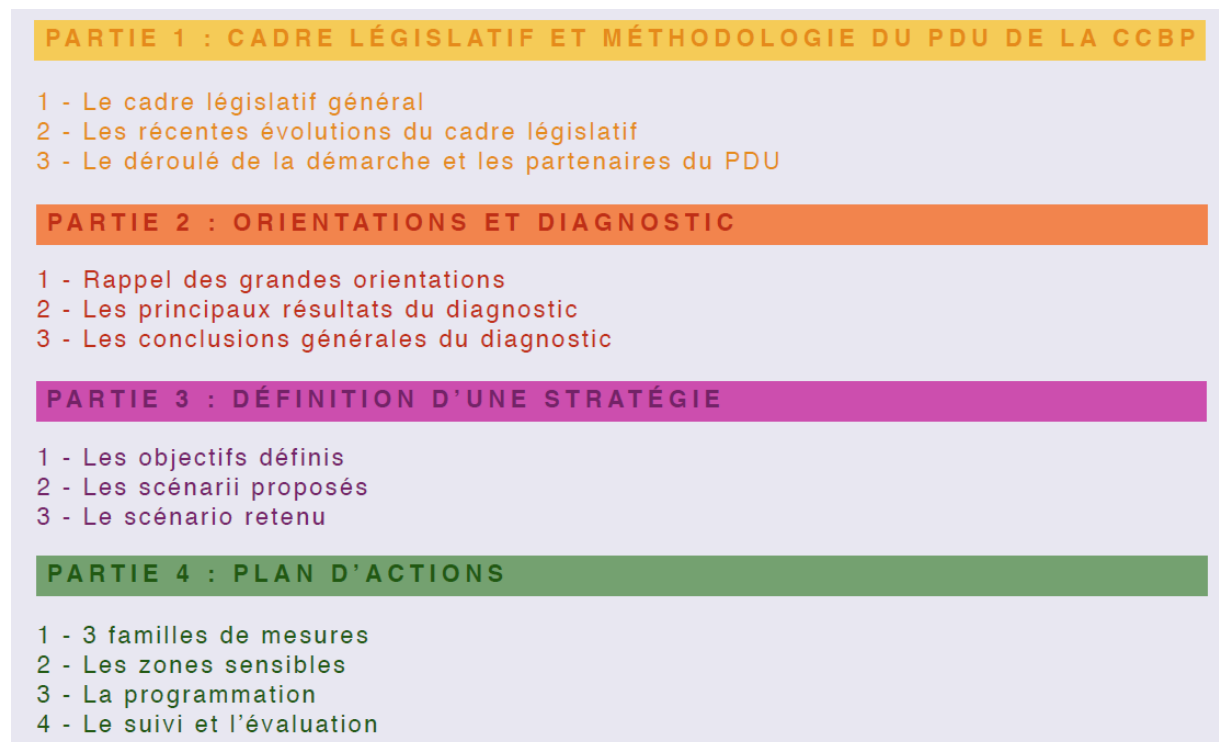 PARTIE 1 : CADRE LÉGISLATIF ET MÉTHODOLOGIE DU PDU DE LA CCBP
1 - Le cadre législatif général
2 - Les récentes évolutions du cadre législatif
3 - Le déroulé de la démarche et les partenaires du PDU
PARTIE 2 : ORIENTATIONS ET DIAGNOSTIC
1 - Rappel des grandes orientations
2 - Les principaux résultats du diagnostic
3 - Les conclusions générales du diagnostic
PARTIE 3 : DÉFINITION D'UNE STRATÉGIE
1 - Les objectifs définis
2 - Les scénarii proposés
3 - Le scénario retenu
PARTIE 4 : PLAN D'ACTIONS
1 - 3 familles de mesures
2 - Les zones sensibles
3 - La programmation
4 - Le suivi et l'évaluation